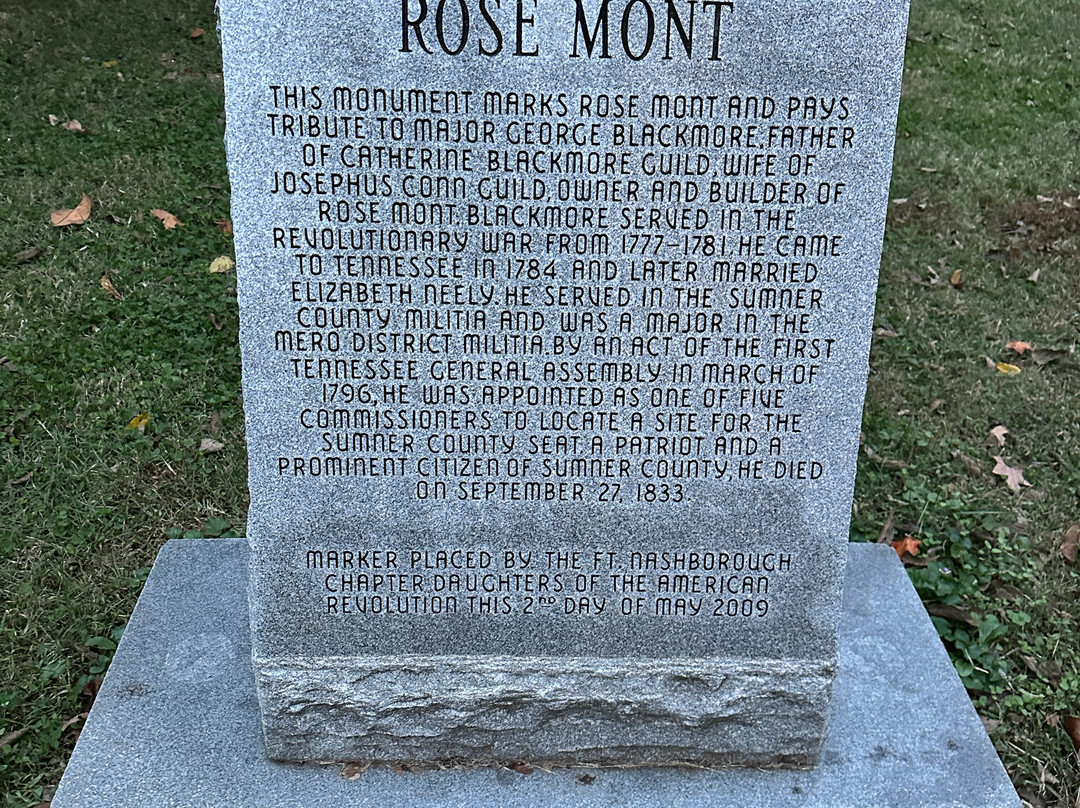 ROSE MONT
THIS MONUMENT MARKS ROSE MONT AND PAYS
TRIBUTE TO MAJOR GEORGE BLACKMORE, FATHER
OF CATHERINE BLACKMORE GUILD, WIFE OF
JOSEPHUS CONN GUILD, OWNER AND BUILDER OF
ROSE MONT. BLACKMORE SERVED IN THE
REVOLUTIONARY WAR FROM 1777-1781. HE CAME
TO TENNESSEE IN 1784 AND LATER MARRIED
ELIZABETH NEELY. HE SERVED IN THE SUMNER
COUNTY MILITIA AND WAS A MAJOR IN THE
MERO DISTRICT MILITIA. BY AN ACT OF THE FIRST
TENNESSEE GENERAL ASSEMBLY IN MARCH OF
1796, HE WAS APPOINTED AS ONE OF FIVE
COMMISSIONERS TO LOCATE A SITE FOR THE
SUMNER COUNTY SEAT. A PATRIOT AND A
PROMINENT CITIZEN OF SUMNER COUNTY, HE DIED
ON SEPTEMBER 27, 1833.
MARKER PLACED BY THE FT. NASHBOROUGH
CHAPTER DAUGHTERS OF THE AMERICAN
REVOLUTION THIS 2ND DAY OF MAY 2009